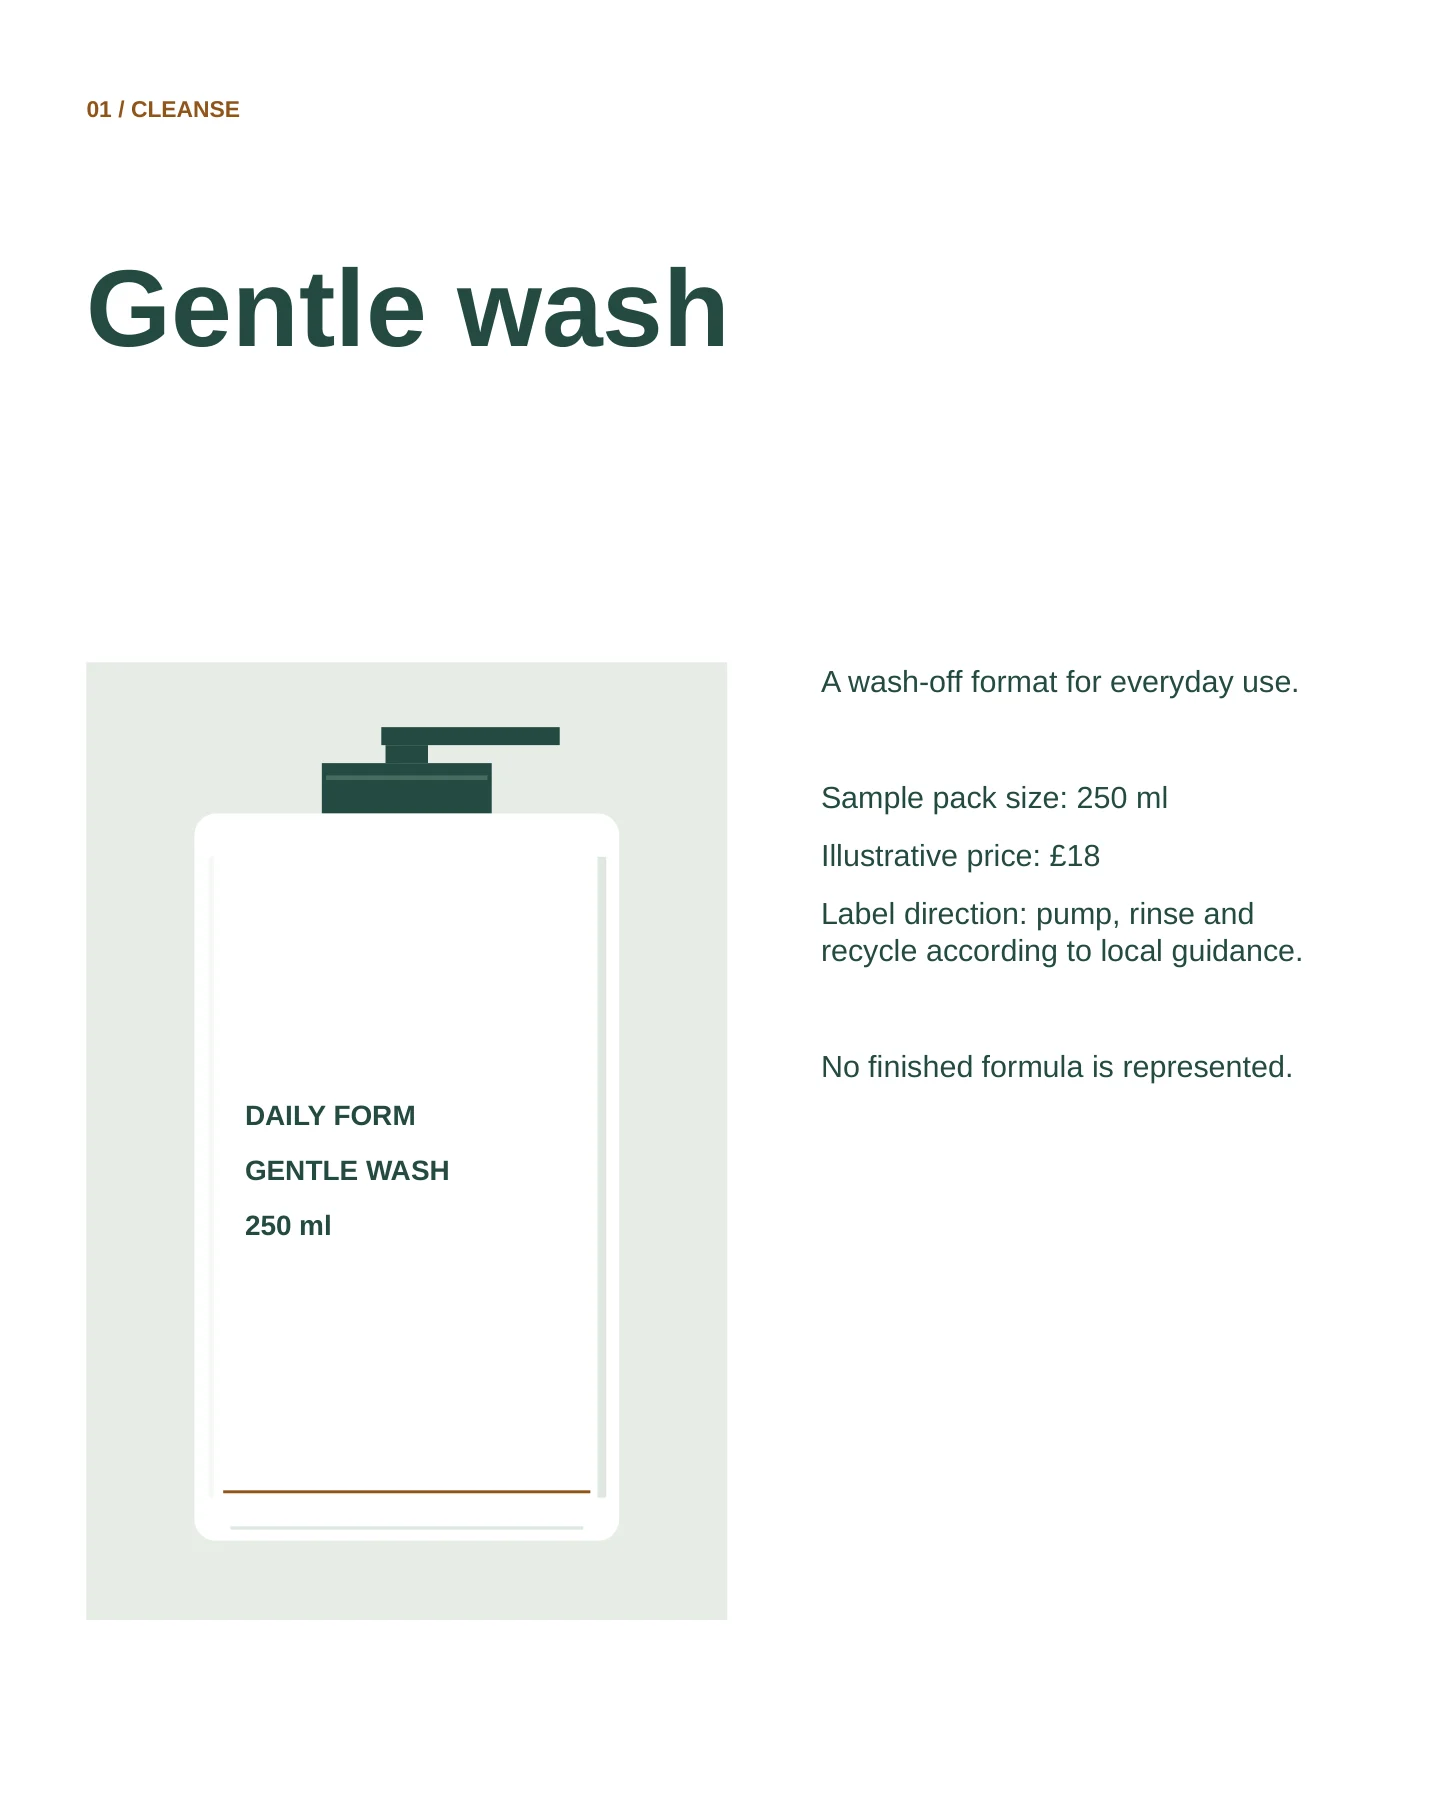 01 / CLEANSE
Gentle wash
A wash-off format for everyday use.
Sample pack size: 250 ml
Illustrative price: £18
Label direction: pump, rinse and
recycle according to local guidance.
No finished formula is represented.
DAILY FORM
GENTLE WASH
250 ml